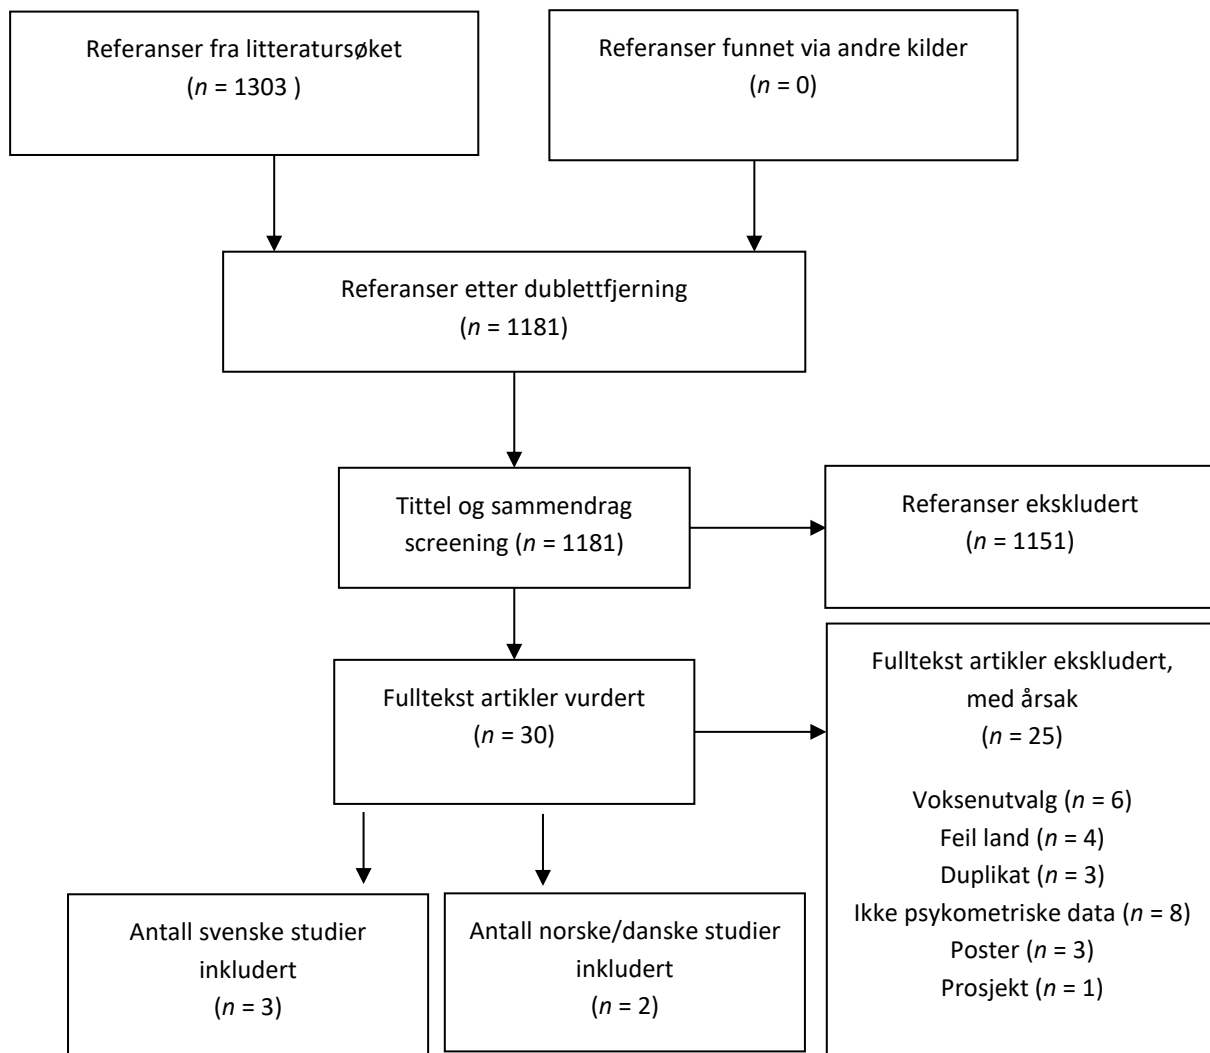 Referanser fra litteratursøket
(n = 1303 )
Referanser funnet via andre kilder
(n = 0)
Referanser etter dublettfjerning
(n = 1181)
Tittel og sammendrag
screening (n = 1181)
Referanser ekskludert
(n = 1151)
Fulltekst artikler vurdert
(n = 30)
Fulltekst artikler ekskludert,
med årsak
(n = 25)
Voksenutvalg (n = 6)
Feil land (n = 4)
Duplikat (n = 3)
Ikke psykometriske data (n = 8)
Poster (n = 3)
Prosjekt (n = 1)
Antall svenske studier
inkludert
(n = 3)
Antall norske/danske studier
inkludert
(n = 2)